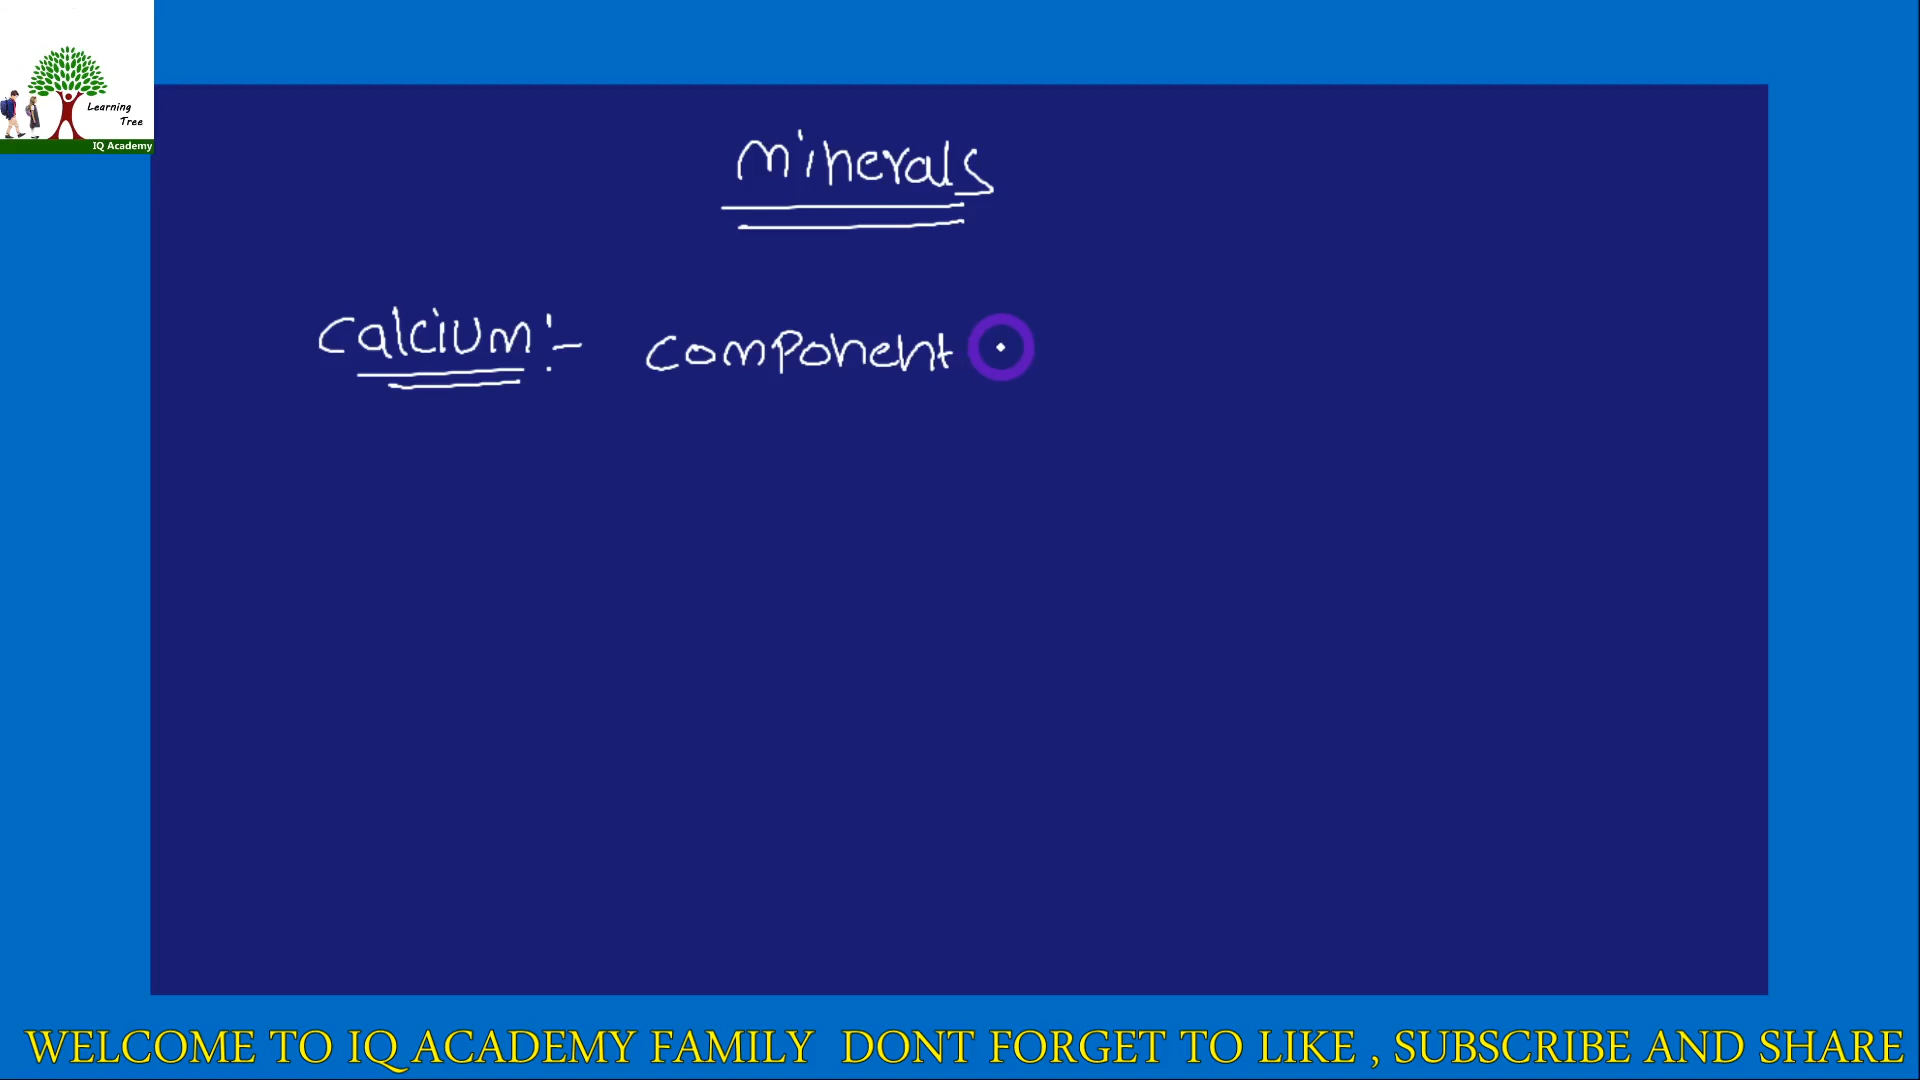 Learning
Tree
IQ Academy
minerals
calcium:- component
WELCOME TO IQ ACADEMY FAMILY DONT FORGET TO LIKE , SUBSCRIBE AND SHARE